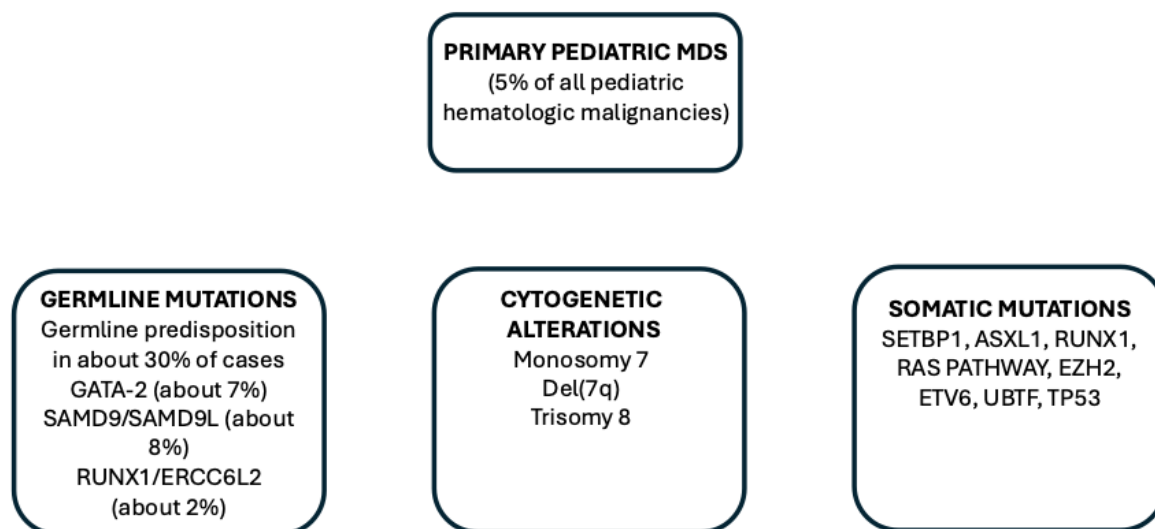 PRIMARY PEDIATRIC MDS
(5% of all pediatric
hematologic malignancies)
GERMLINE MUTATIONS
Germline predisposition
in about 30% of cases
GATA-2 (about 7%)
SAMD9/SAMD9L (about
8%)
RUNX1/ERCC6L2
(about 2%)
CYTOGENETIC
ALTERATIONS
Monosomy 7
Del(7q)
Trisomy 8
SOMATIC MUTATIONS
SETBP1, ASXL1, RUNX1,
RAS PATHWAY, EZH2,
ETV6, UBTF, TP53